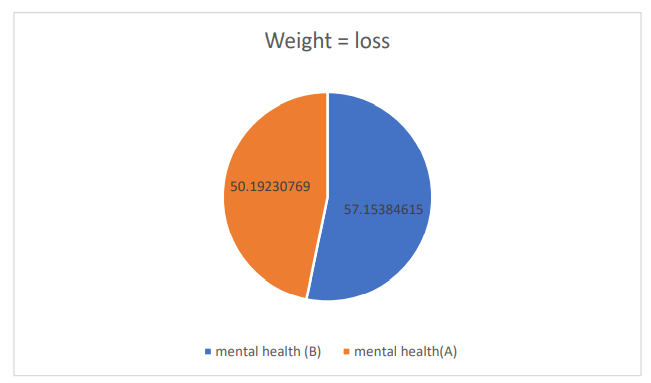 Weight = loss
50.19230769
57.15384615
mental health (B) mental health(A)